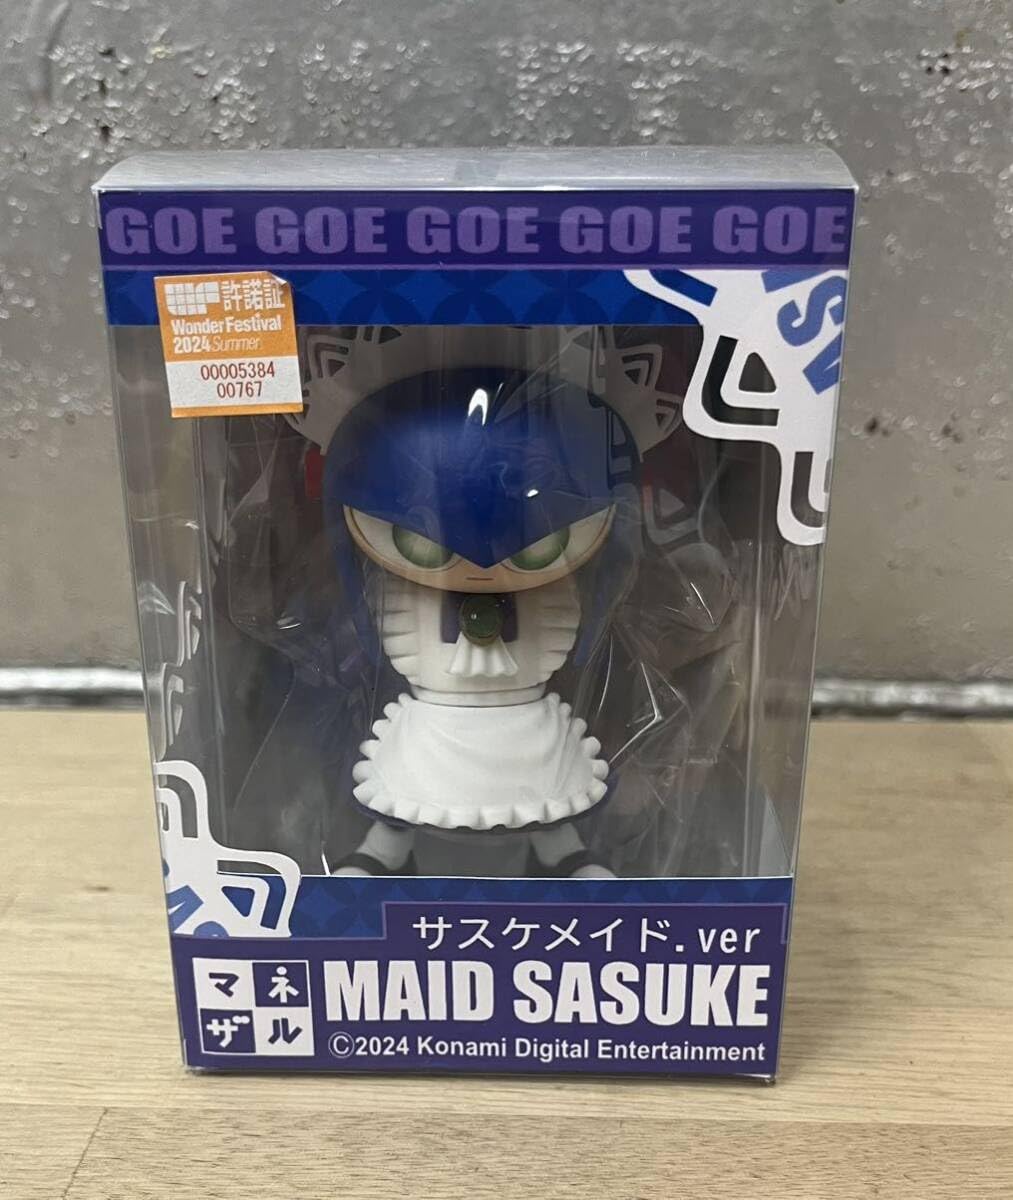 GOE GOE GOE GOE GOE
WF 許諾証
Wonder Festival
2024 Summer
00005384
00767
サスケメイド.ver
マネ
ザル
MAID SASUKE
©2024 Konami Digital Entertainment